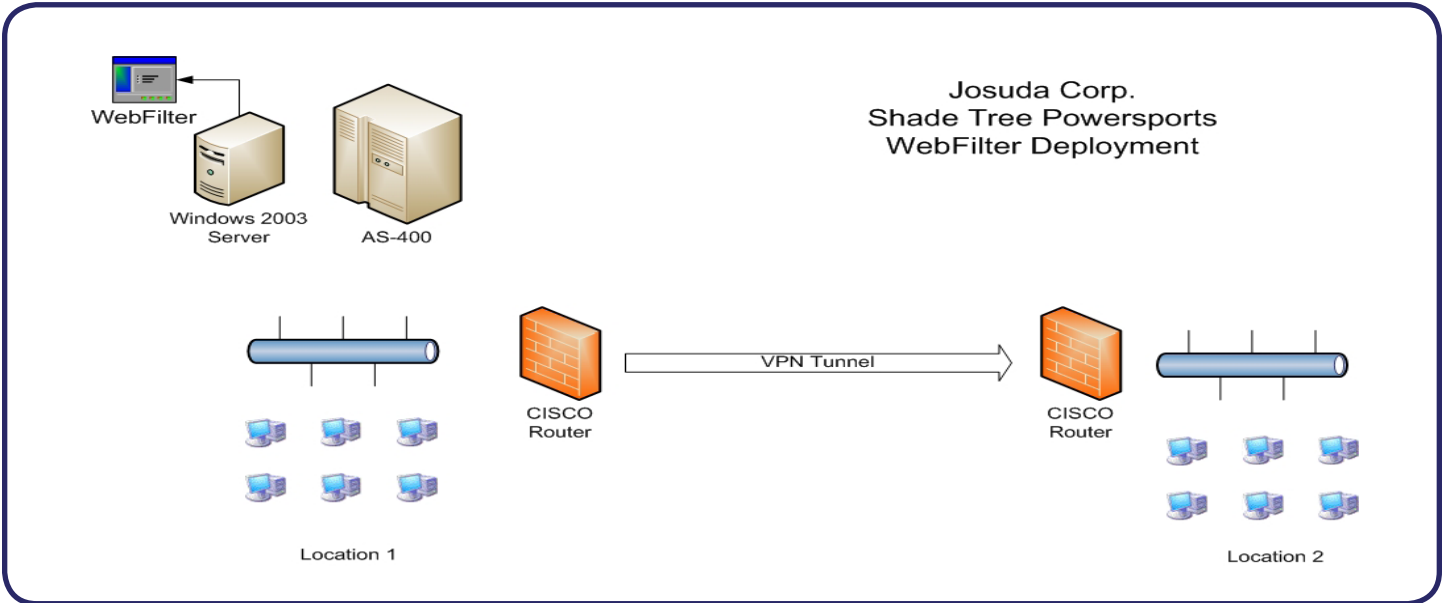 Josuda Corp.
Shade Tree Powersports
WebFilter Deployment
WebFilter
Windows 2003
Server
AS-400
VPN Tunnel
CISCO
Router
CISCO
Router
Location 1
Location 2